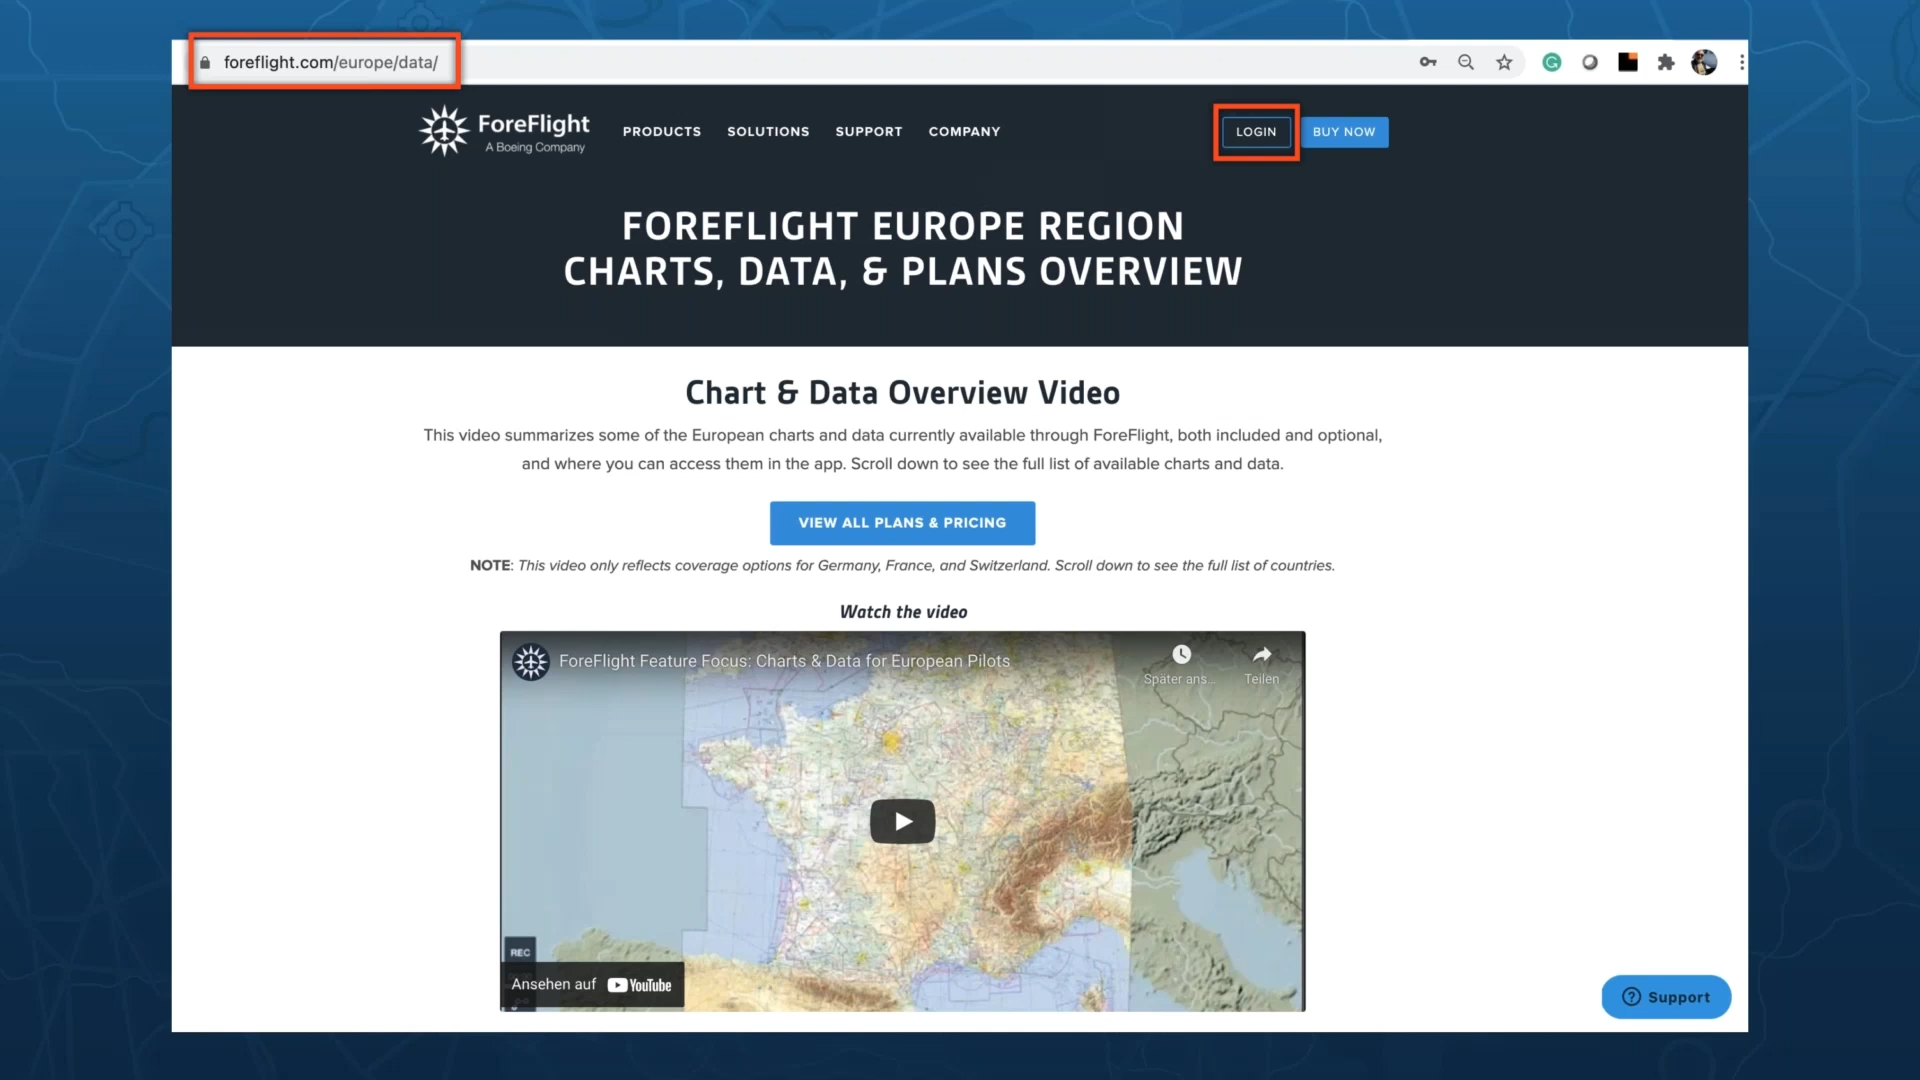 foreflight.com/europe/data/
ForeFlight
A Boeing Company
PRODUCTS
SOLUTIONS
SUPPORT
COMPANY
LOGIN
BUY NOW
FOREFLIGHT EUROPE REGION
CHARTS, DATA, & PLANS OVERVIEW
Chart & Data Overview Video
This video summarizes some of the European charts and data currently available through ForeFlight, both included and optional,
and where you can access them in the app. Scroll down to see the full list of available charts and data.
VIEW ALL PLANS & PRICING
NOTE: This video only reflects coverage options for Germany, France, and Switzerland. Scroll down to see the full list of countries.
Watch the video
ForeFlight Feature Focus: Charts & Data for European Pilots
Später ans...
Teilen
REC
Ansehen auf YouTube
Support